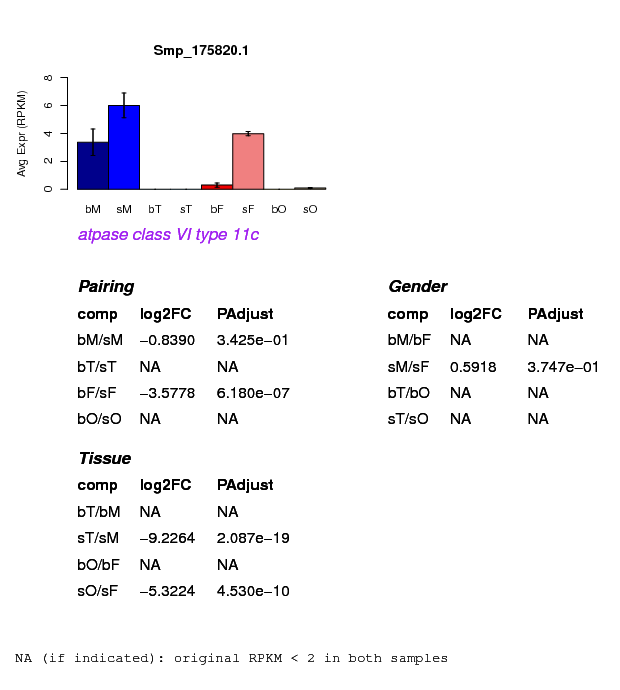 Smp_175820.1
Avg Expr (RPKM)
0 2 4 6 8
bM sM bT sT bF sF bO sO
atpase class VI type 11c
Pairing
comp log2FC PAdjust
bM/sM −0.8390 3.425e−01
bT/sT NA NA
bF/sF −3.5778 6.180e−07
bO/sO NA NA
Gender
comp log2FC PAdjust
bM/bF NA NA
sM/sF 0.5918 3.747e−01
bT/bO NA NA
sT/sO NA NA
Tissue
comp log2FC PAdjust
bT/bM NA NA
sT/sM −9.2264 2.087e−19
bO/bF NA NA
sO/sF −5.3224 4.530e−10
NA (if indicated): original RPKM < 2 in both samples